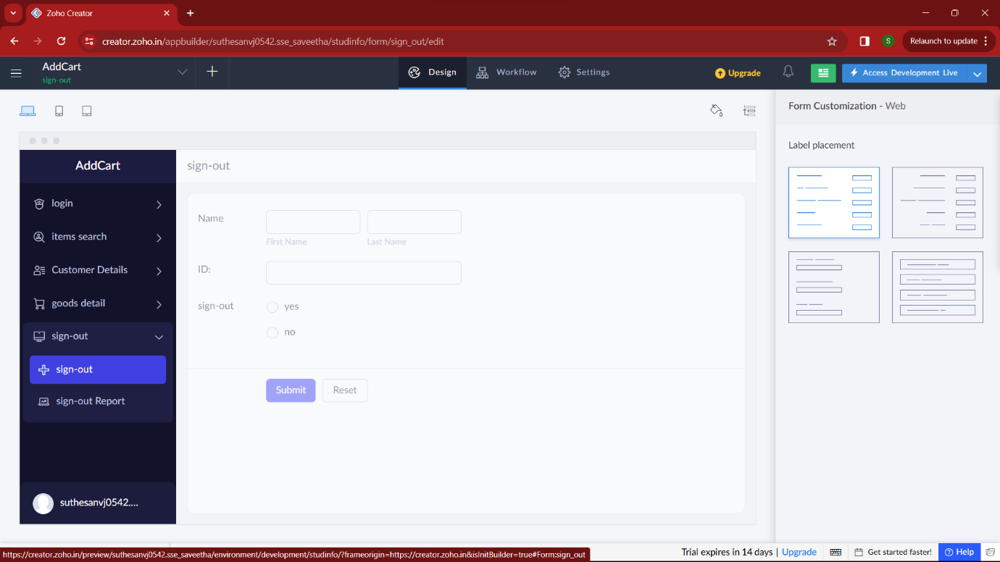 Zoho Creator
creator.zoho.in/appbuilder/suthesanvj0542.sse_saveetha/studinfo/form/sign_out/edit
S
Relaunch to update
AddCart
sign-out
Design
Workflow
Settings
Upgrade
Access Development Live
Form Customization - Web
Label placement
AddCart
login
items search
Customer Details
goods detail
sign-out
sign-out
sign-out Report
suthesanvj0542....
sign-out
Name
First Name
Last Name
ID:
sign-out
yes
no
Submit
Reset
https://creator.zoho.in/preview/suthesanvj0542.sse_saveetha/environment/development/studinfo/?frameorigin=https://creator.zoho.in&isInitBuilder=true#Form:sign_out
Trial expires in 14 days | Upgrade
Get started faster!
Help